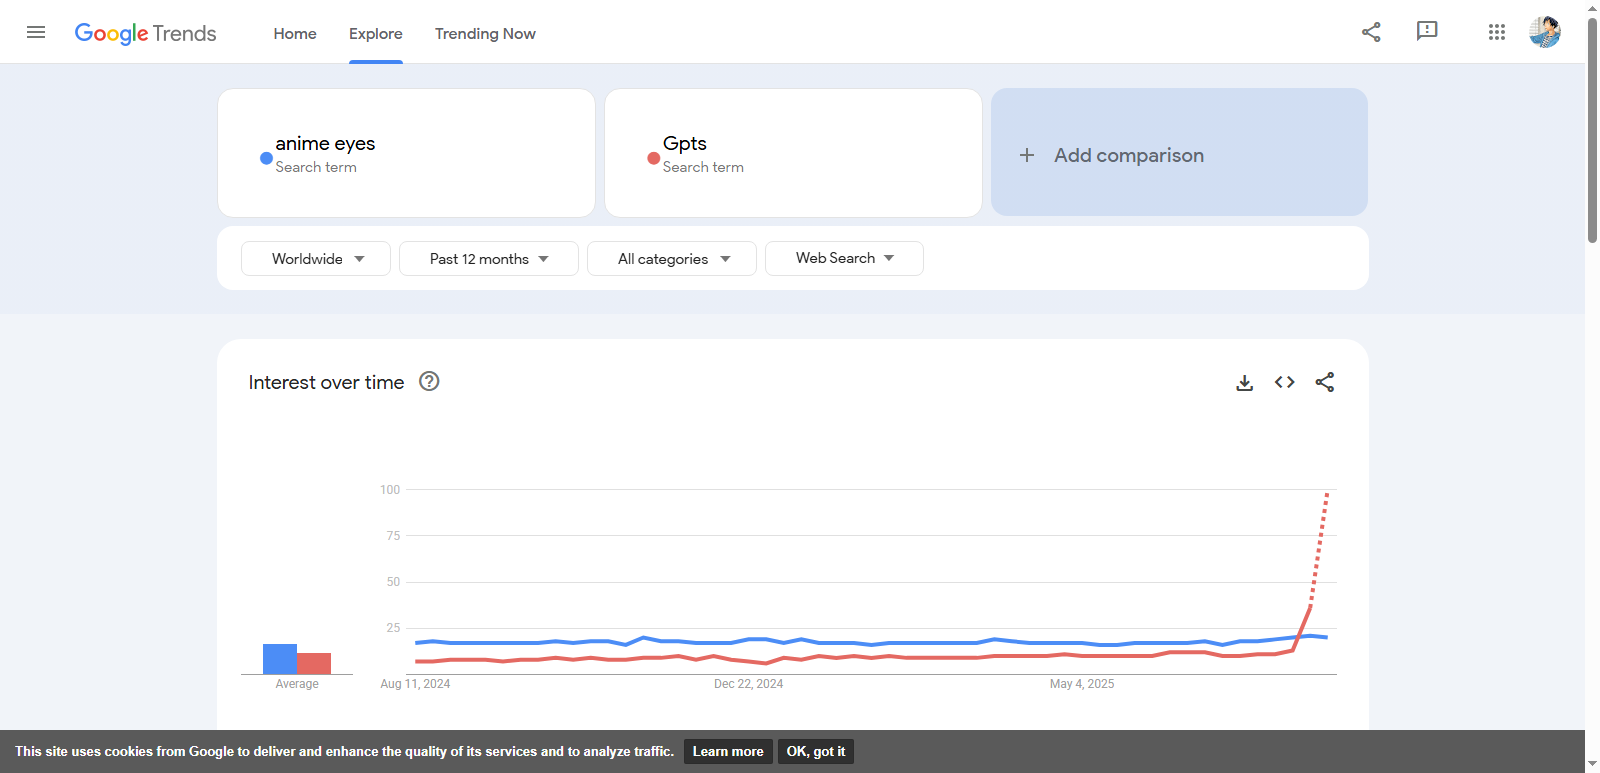 Google Trends
Home
Explore
Trending Now
anime eyes
Search term
Gpts
Search term
+ Add comparison
Worldwide
Past 12 months
All categories
Web Search
Interest over time
?
100
75
50
25
Average
Aug 11, 2024
Dec 22, 2024
May 4, 2025
This site uses cookies from Google to deliver and enhance the quality of its services and to analyze traffic.
Learn more
OK, got it